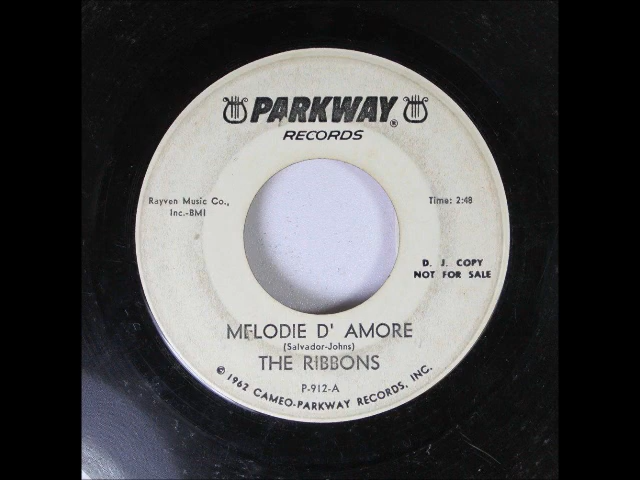 PARKWAY®
RECORDS
Rayven Music Co.,
Inc.-BMI
Time: 2:48
D. J. COPY
NOT FOR SALE
MELODIE D' AMORE
(Salvador-Johns)
THE RIBBONS
P-912-A
© 1962 CAMEO-PARKWAY RECORDS, INC.